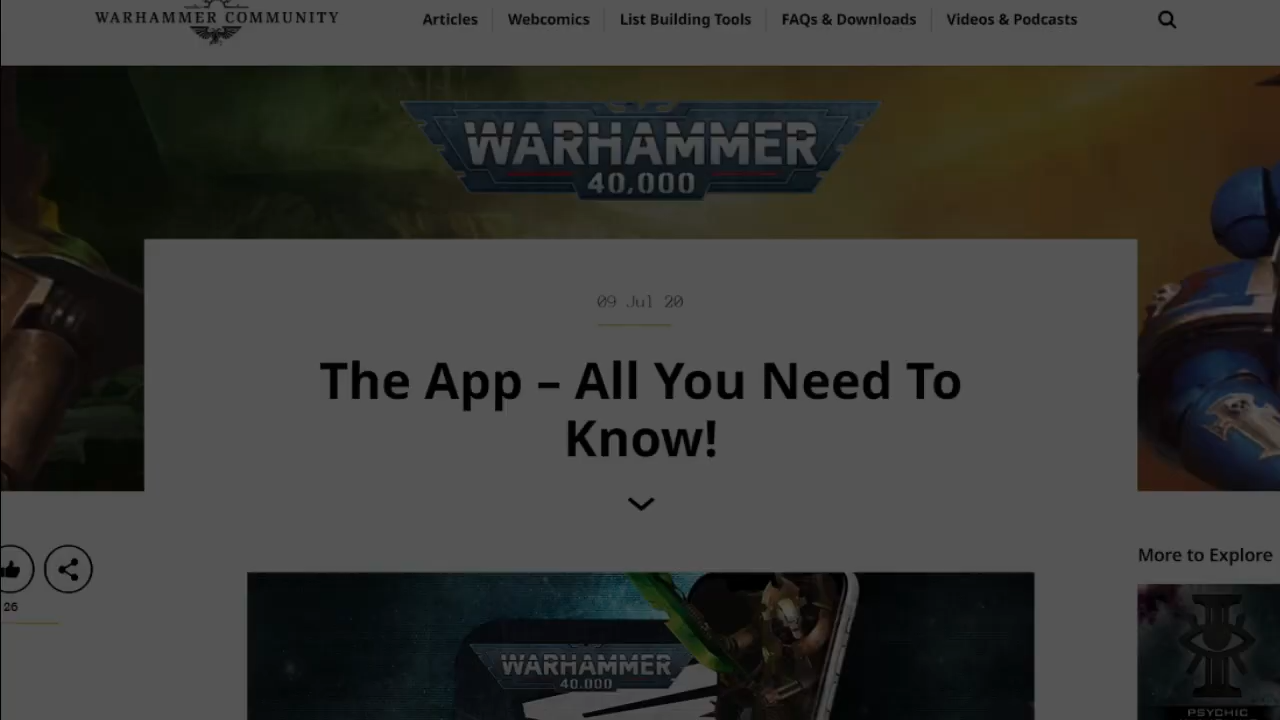 WARHAMMER COMMUNITY
Articles
Webcomics
List Building Tools
FAQs & Downloads
Videos & Podcasts
WARHAMMER
40,000
09 Jul 20
The App – All You Need To
Know!
26
More to Explore
WARHAMMER
40,000
PSYCHIC